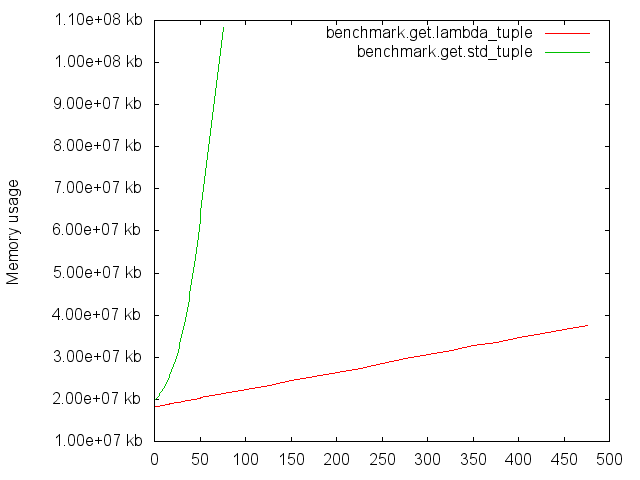 1.10e+08 kb
1.00e+08 kb
9.00e+07 kb
8.00e+07 kb
7.00e+07 kb
6.00e+07 kb
5.00e+07 kb
4.00e+07 kb
3.00e+07 kb
2.00e+07 kb
1.00e+07 kb
Memory usage
benchmark.get.lambda_tuple
benchmark.get.std_tuple
0 50 100 150 200 250 300 350 400 450 500